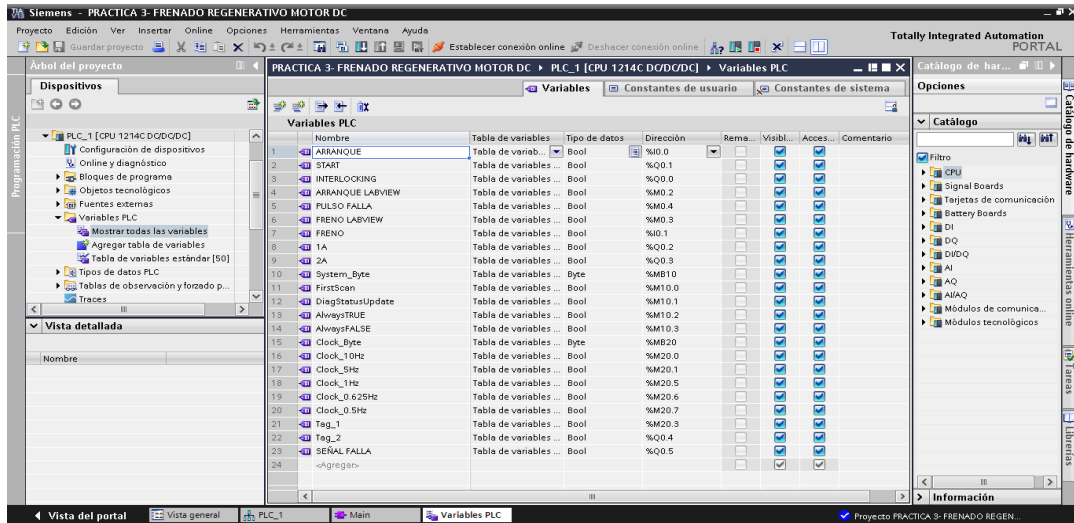 Siemens - PRACTICA 3- FRENADO REGENERATIVO MOTOR DC
Proyecto Edición Ver Insertar Online Opciones Herramientas Ventana Ayuda
Guardar proyecto Establecer conexión online Deshacer conexión online
Totally Integrated Automation
PORTAL
Árbol del proyecto
PRACTICA 3- FRENADO REGENERATIVO MOTOR DC PLC_1 [CPU 1214C DC/DC/DC] Variables PLC
Catálogo de har...
Dispositivos
Variables Constantes de usuario Constantes de sistema
Opciones
Programación PLC
PLC_1 [CPU 1214C DC/DC/DC]
Configuración de dispositivos
Online y diagnóstico
Bloques de programa
Objetos tecnológicos
Fuentes externas
Variables PLC
Mostrar todas las variables
Agregar tabla de variables
Tabla de variables estándar [50]
Tipos de datos PLC
Tablas de observación y forzado p...
Traces
Vista detallada
Nombre
Variables PLC
Nombre Tabla de variables Tipo de datos Dirección Rema... Visibl... Acces... Comentario
1 ARRANQUE Tabla de variab... Bool %I0.0
2 START Tabla de variables ... Bool %Q0.1
3 INTERLOCKING Tabla de variables ... Bool %Q0.0
4 ARRANQUE LABVIEW Tabla de variables ... Bool %M0.2
5 PULSO FALLA Tabla de variables ... Bool %M0.4
6 FRENO LABVIEW Tabla de variables ... Bool %M0.3
7 FRENO Tabla de variables ... Bool %I0.1
8 1A Tabla de variables ... Bool %Q0.2
9 2A Tabla de variables ... Bool %Q0.3
10 System_Byte Tabla de variables ... Byte %MB10
11 FirstScan Tabla de variables ... Bool %M10.0
12 DiagStatusUpdate Tabla de variables ... Bool %M10.1
13 AlwaysTRUE Tabla de variables ... Bool %M10.2
14 AlwaysFALSE Tabla de variables ... Bool %M10.3
15 Clock_Byte Tabla de variables ... Byte %MB20
16 Clock_10Hz Tabla de variables ... Bool %M20.0
17 Clock_5Hz Tabla de variables ... Bool %M20.1
18 Clock_1Hz Tabla de variables ... Bool %M20.5
19 Clock_0.625Hz Tabla de variables ... Bool %M20.6
20 Clock_0.5Hz Tabla de variables ... Bool %M20.7
21 Tag_1 Tabla de variables ... Bool %M20.3
22 Tag_2 Tabla de variables ... Bool %Q0.4
23 SEÑAL FALLA Tabla de variables ... Bool %Q0.5
24 <Agregar>
Catálogo
Filtro
CPU
Signal Boards
Tarjetas de comunicación
Battery Boards
DI
DQ
DI/DQ
AI
AQ
AI/AQ
Módulos de comunica...
Módulos tecnológicos
Información
Catálogo de hardware
Herramientas online
Tareas
Librerías
Vista del portal Vista general PLC_1 Main Variables PLC
Proyecto PRACTICA 3- FRENADO REGEN...